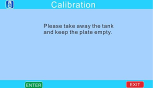 Calibration
Please take away the tank
and keep the plate empty.
ENTER
EXIT